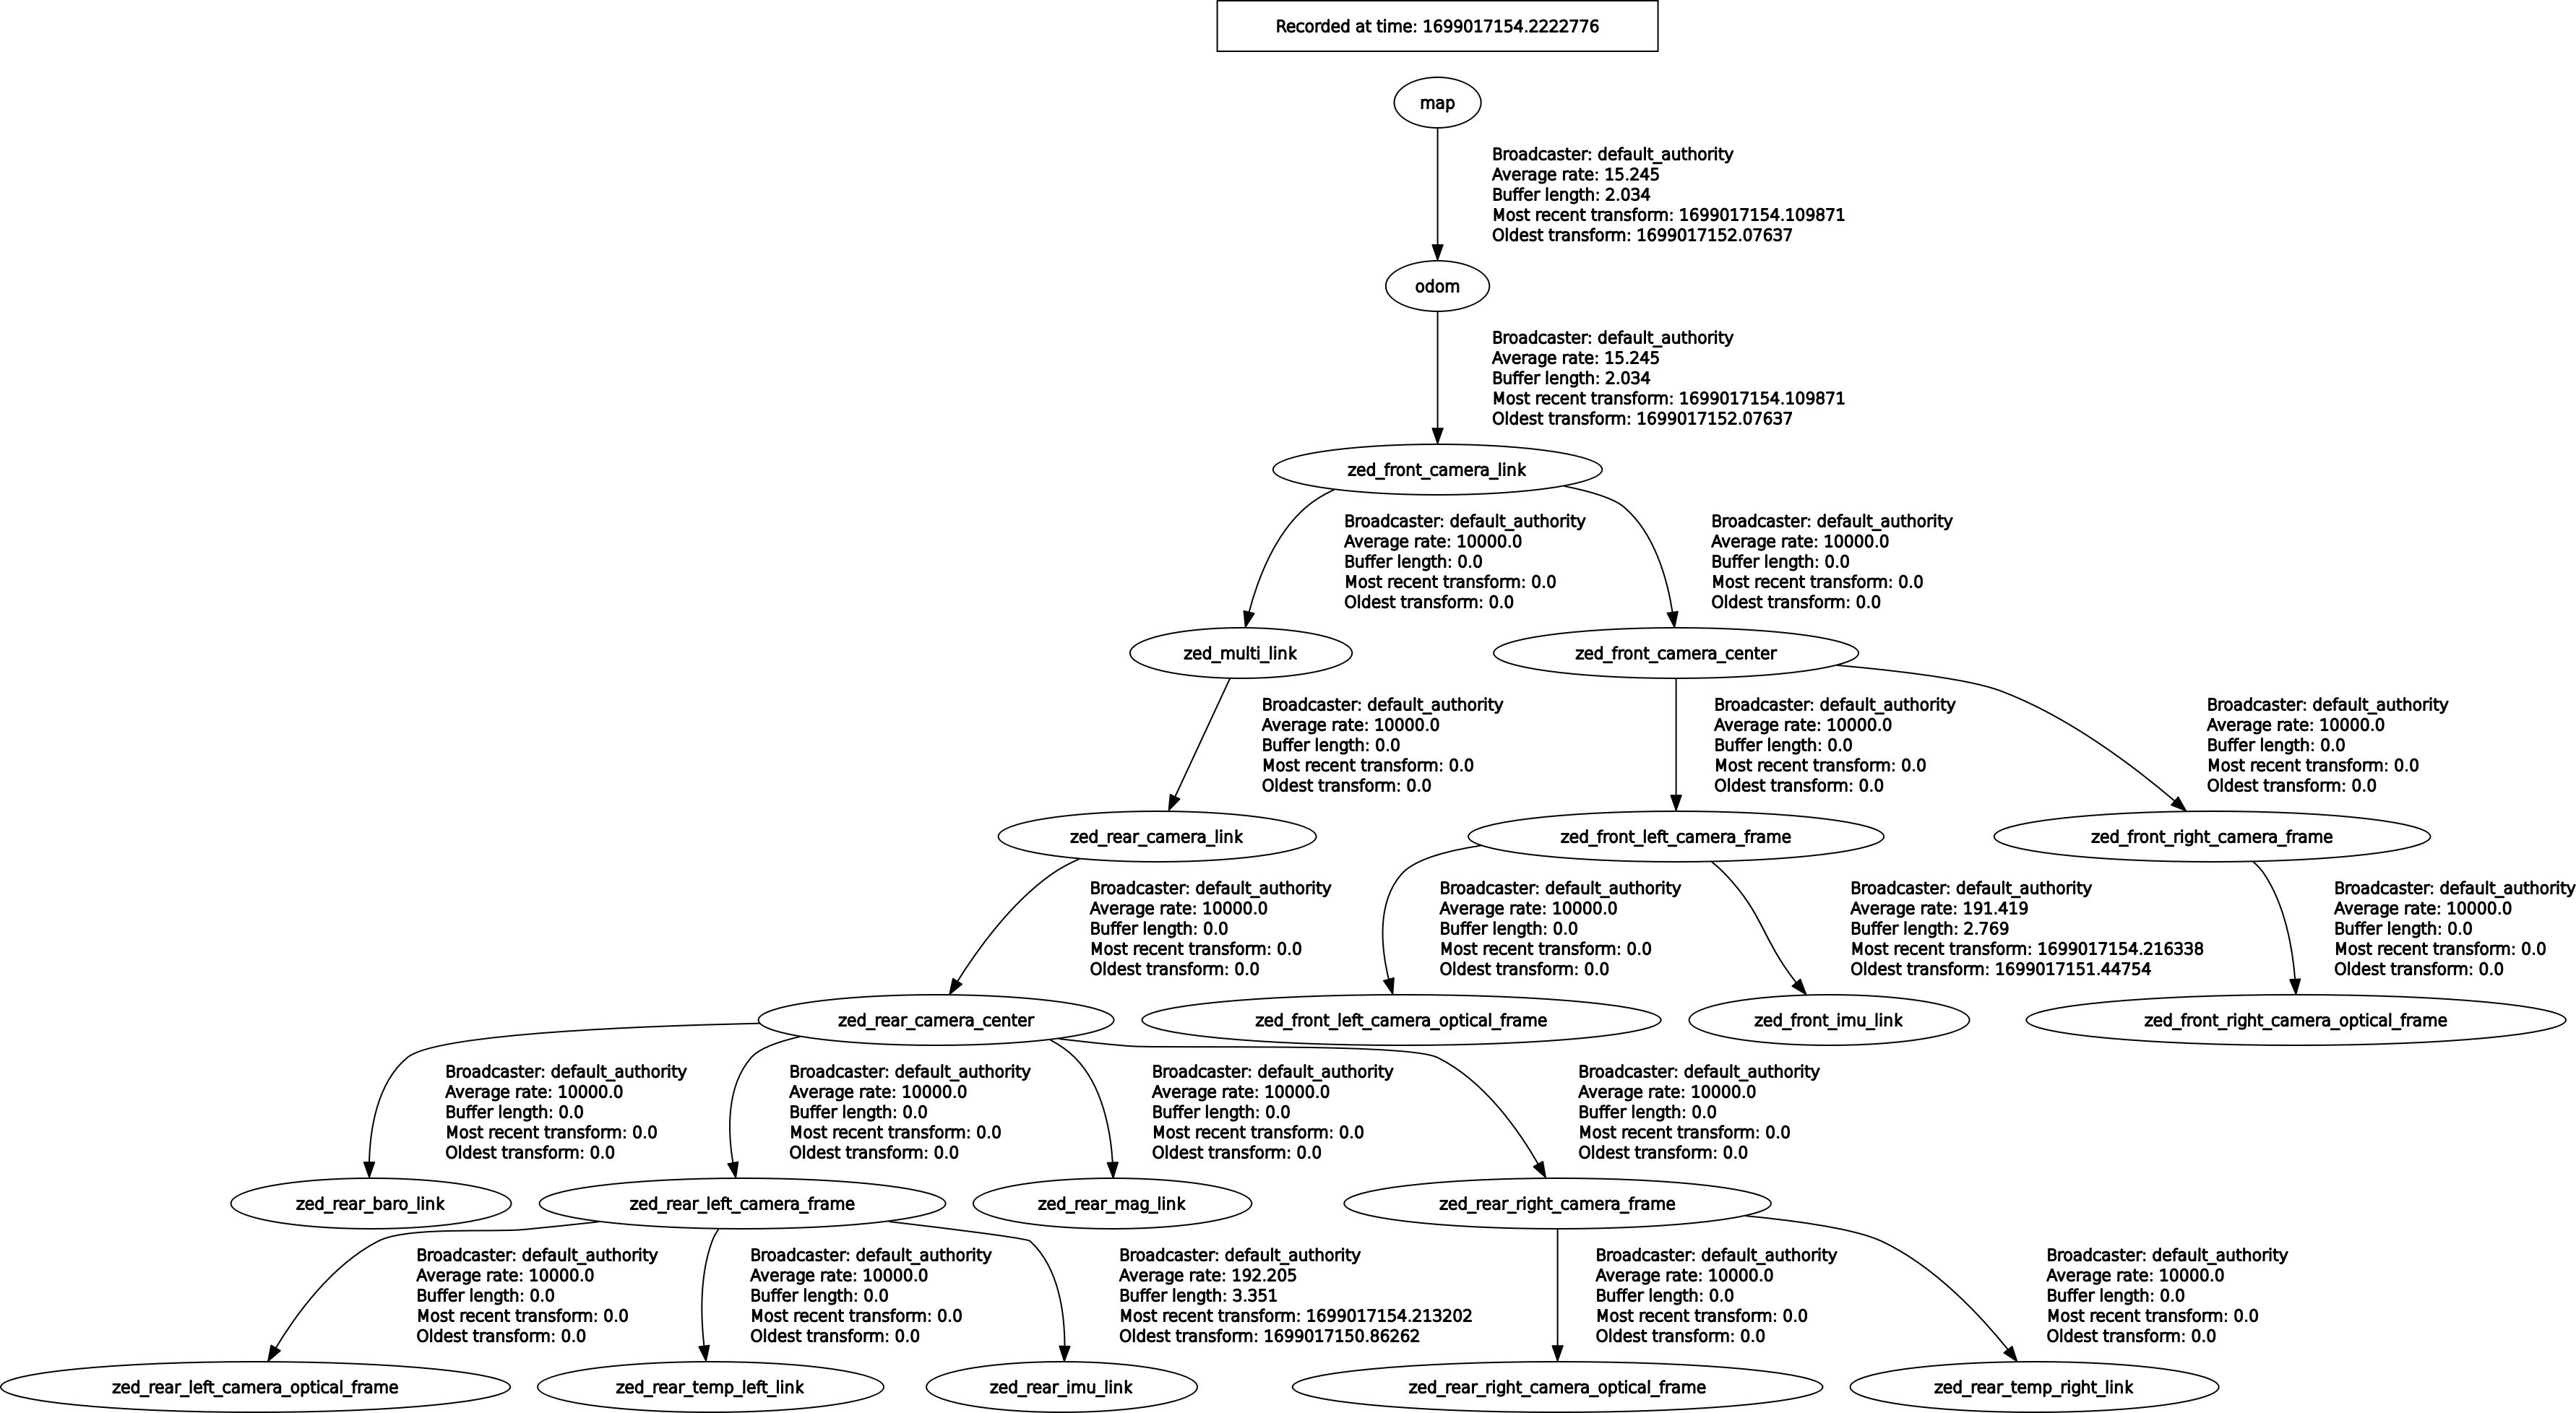 Recorded at time: 1699017154.2222776
map
Broadcaster: default_authority
Average rate: 15.245
Buffer length: 2.034
Most recent transform: 1699017154.109871
Oldest transform: 1699017152.07637
odom
Broadcaster: default_authority
Average rate: 15.245
Buffer length: 2.034
Most recent transform: 1699017154.109871
Oldest transform: 1699017152.07637
zed_front_camera_link
Broadcaster: default_authority
Average rate: 10000.0
Buffer length: 0.0
Most recent transform: 0.0
Oldest transform: 0.0
Broadcaster: default_authority
Average rate: 10000.0
Buffer length: 0.0
Most recent transform: 0.0
Oldest transform: 0.0
zed_multi_link
zed_front_camera_center
Broadcaster: default_authority
Average rate: 10000.0
Buffer length: 0.0
Most recent transform: 0.0
Oldest transform: 0.0
Broadcaster: default_authority
Average rate: 10000.0
Buffer length: 0.0
Most recent transform: 0.0
Oldest transform: 0.0
Broadcaster: default_authority
Average rate: 10000.0
Buffer length: 0.0
Most recent transform: 0.0
Oldest transform: 0.0
zed_rear_camera_link
zed_front_left_camera_frame
zed_front_right_camera_frame
Broadcaster: default_authority
Average rate: 10000.0
Buffer length: 0.0
Most recent transform: 0.0
Oldest transform: 0.0
Broadcaster: default_authority
Average rate: 10000.0
Buffer length: 0.0
Most recent transform: 0.0
Oldest transform: 0.0
Broadcaster: default_authority
Average rate: 191.419
Buffer length: 2.769
Most recent transform: 1699017154.216338
Oldest transform: 1699017151.44754
Broadcaster: default_authority
Average rate: 10000.0
Buffer length: 0.0
Most recent transform: 0.0
Oldest transform: 0.0
zed_rear_camera_center
zed_front_left_camera_optical_frame
zed_front_imu_link
zed_front_right_camera_optical_frame
Broadcaster: default_authority
Average rate: 10000.0
Buffer length: 0.0
Most recent transform: 0.0
Oldest transform: 0.0
Broadcaster: default_authority
Average rate: 10000.0
Buffer length: 0.0
Most recent transform: 0.0
Oldest transform: 0.0
Broadcaster: default_authority
Average rate: 10000.0
Buffer length: 0.0
Most recent transform: 0.0
Oldest transform: 0.0
Broadcaster: default_authority
Average rate: 10000.0
Buffer length: 0.0
Most recent transform: 0.0
Oldest transform: 0.0
zed_rear_baro_link
zed_rear_left_camera_frame
zed_rear_mag_link
zed_rear_right_camera_frame
Broadcaster: default_authority
Average rate: 10000.0
Buffer length: 0.0
Most recent transform: 0.0
Oldest transform: 0.0
Broadcaster: default_authority
Average rate: 10000.0
Buffer length: 0.0
Most recent transform: 0.0
Oldest transform: 0.0
Broadcaster: default_authority
Average rate: 192.205
Buffer length: 3.351
Most recent transform: 1699017154.213202
Oldest transform: 1699017150.86262
Broadcaster: default_authority
Average rate: 10000.0
Buffer length: 0.0
Most recent transform: 0.0
Oldest transform: 0.0
Broadcaster: default_authority
Average rate: 10000.0
Buffer length: 0.0
Most recent transform: 0.0
Oldest transform: 0.0
zed_rear_left_camera_optical_frame
zed_rear_temp_left_link
zed_rear_imu_link
zed_rear_right_camera_optical_frame
zed_rear_temp_right_link